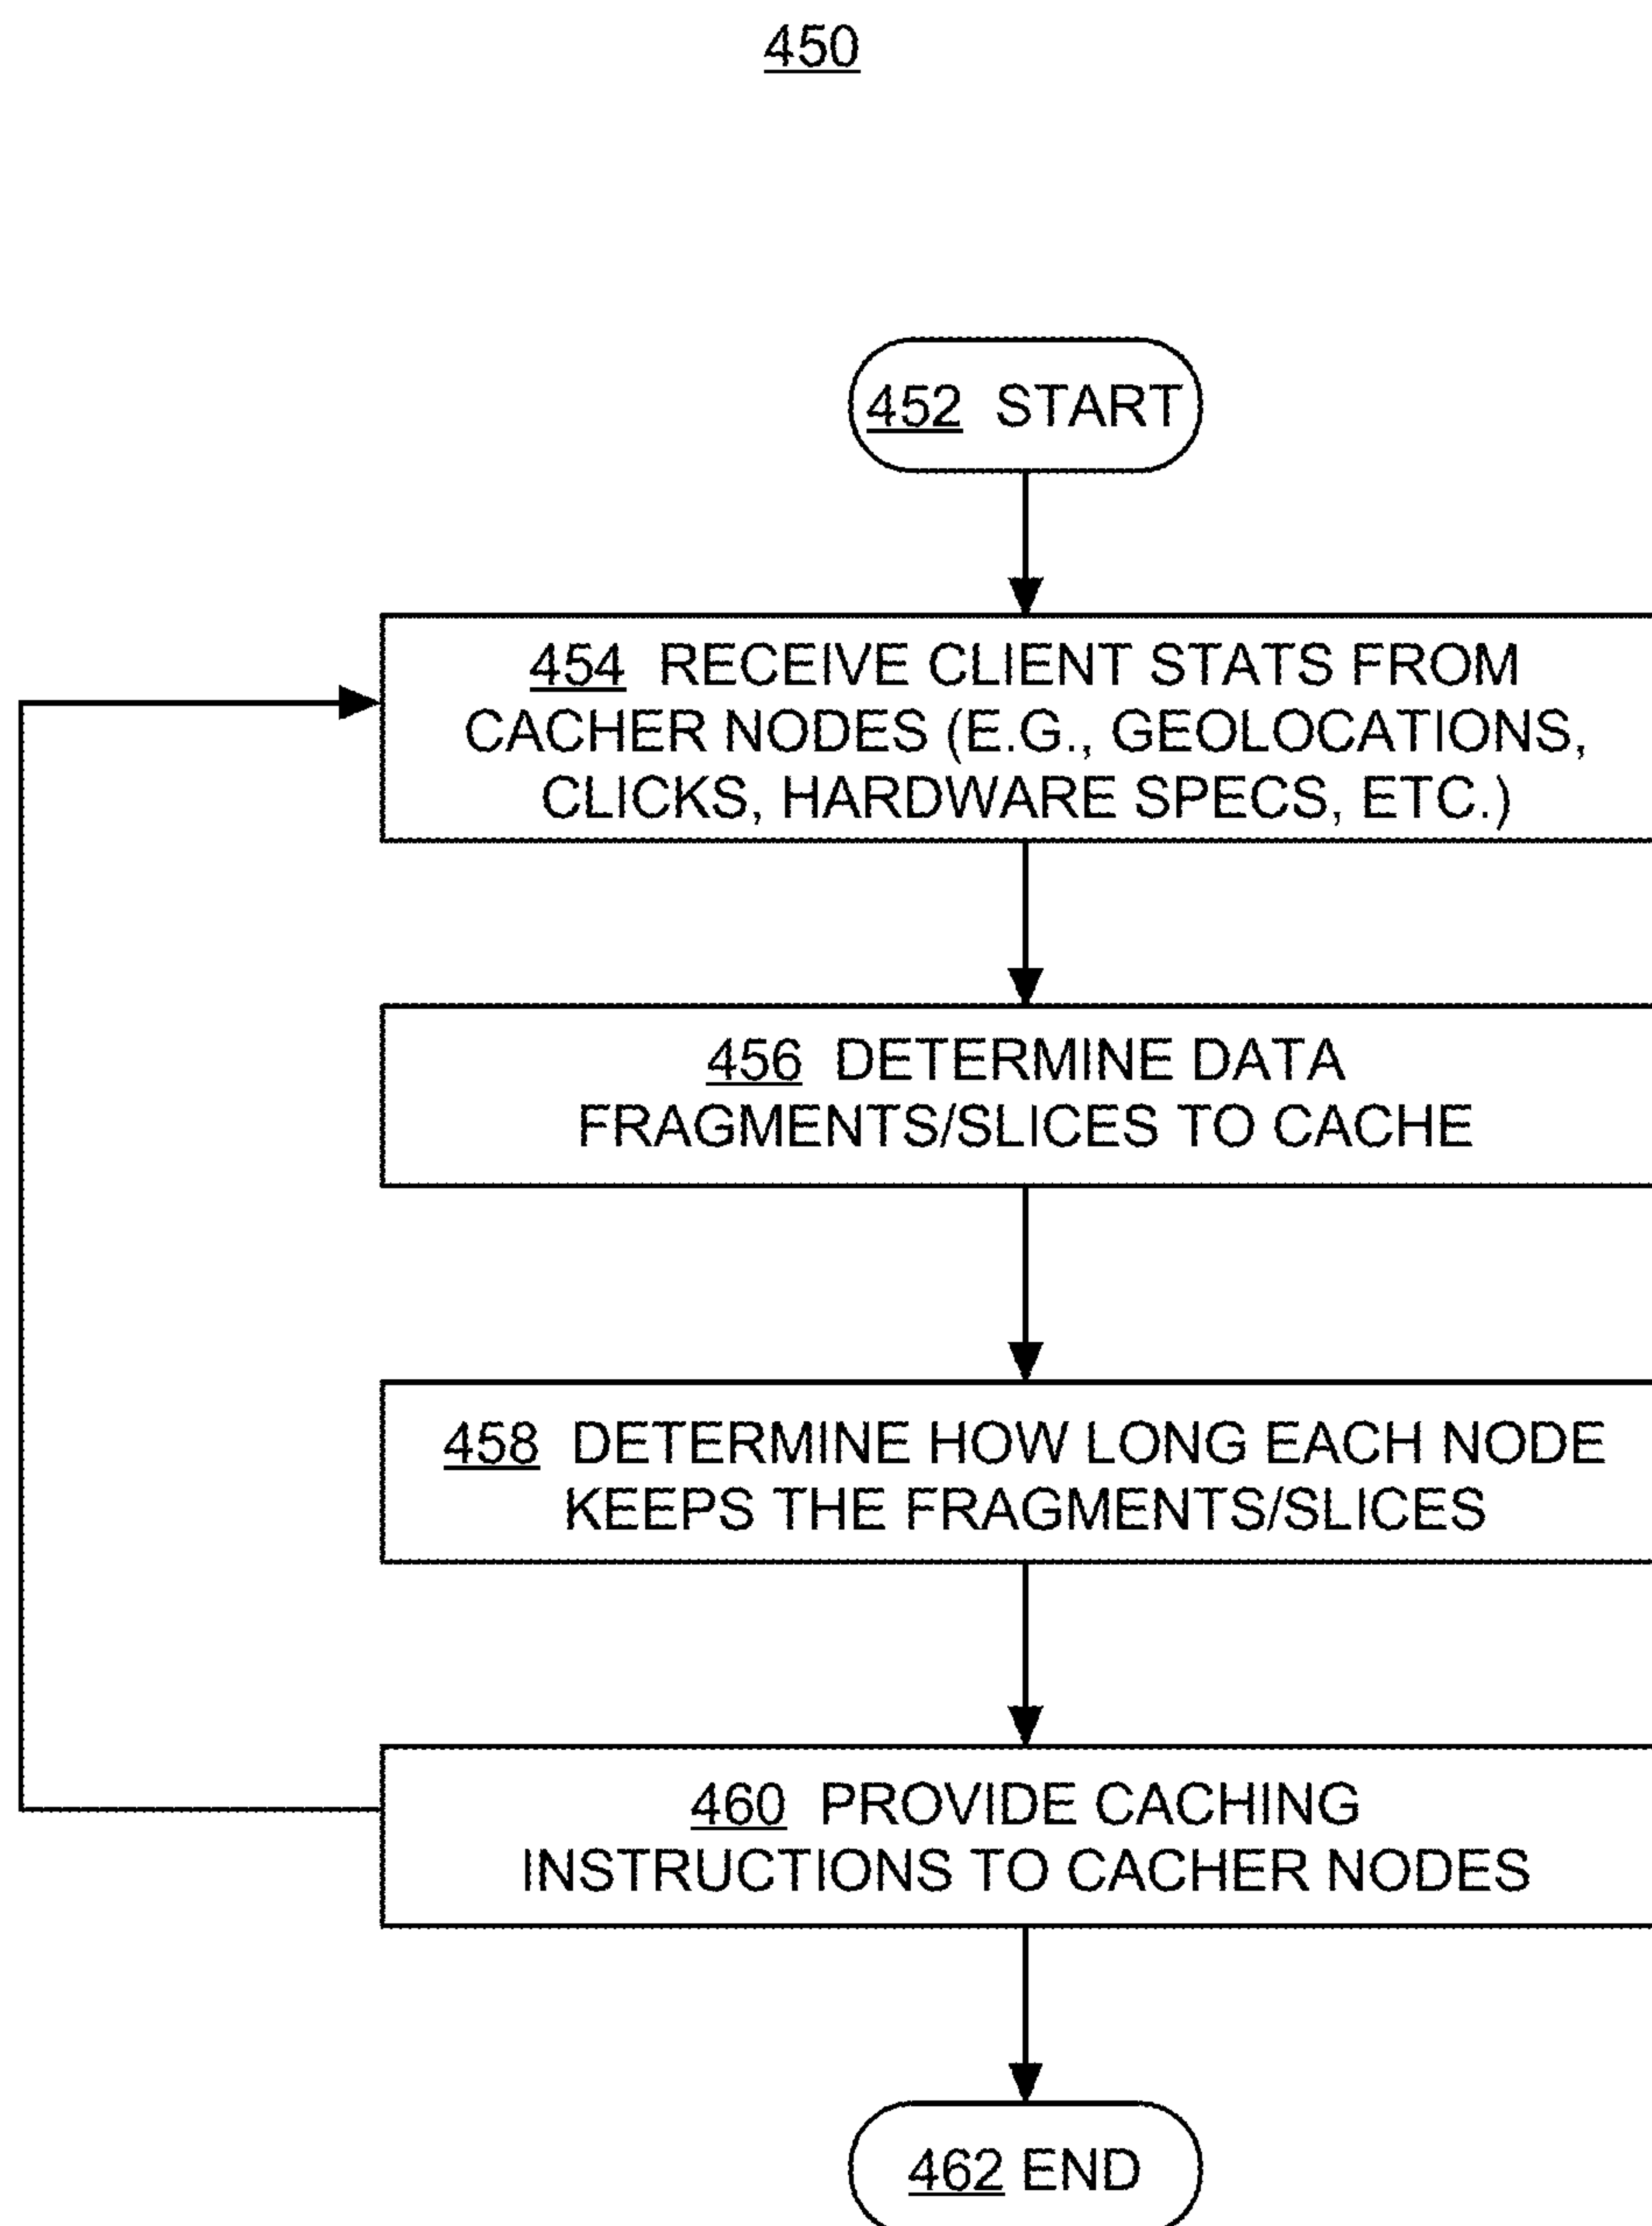 450
452 START
454 RECEIVE CLIENT STATS FROM
CACHER NODES (E.G., GEOLOCATIONS,
CLICKS, HARDWARE SPECS, ETC.)
456 DETERMINE DATA
FRAGMENTS/SLICES TO CACHE
458 DETERMINE HOW LONG EACH NODE
KEEPS THE FRAGMENTS/SLICES
460 PROVIDE CACHING
INSTRUCTIONS TO CACHER NODES
462 END